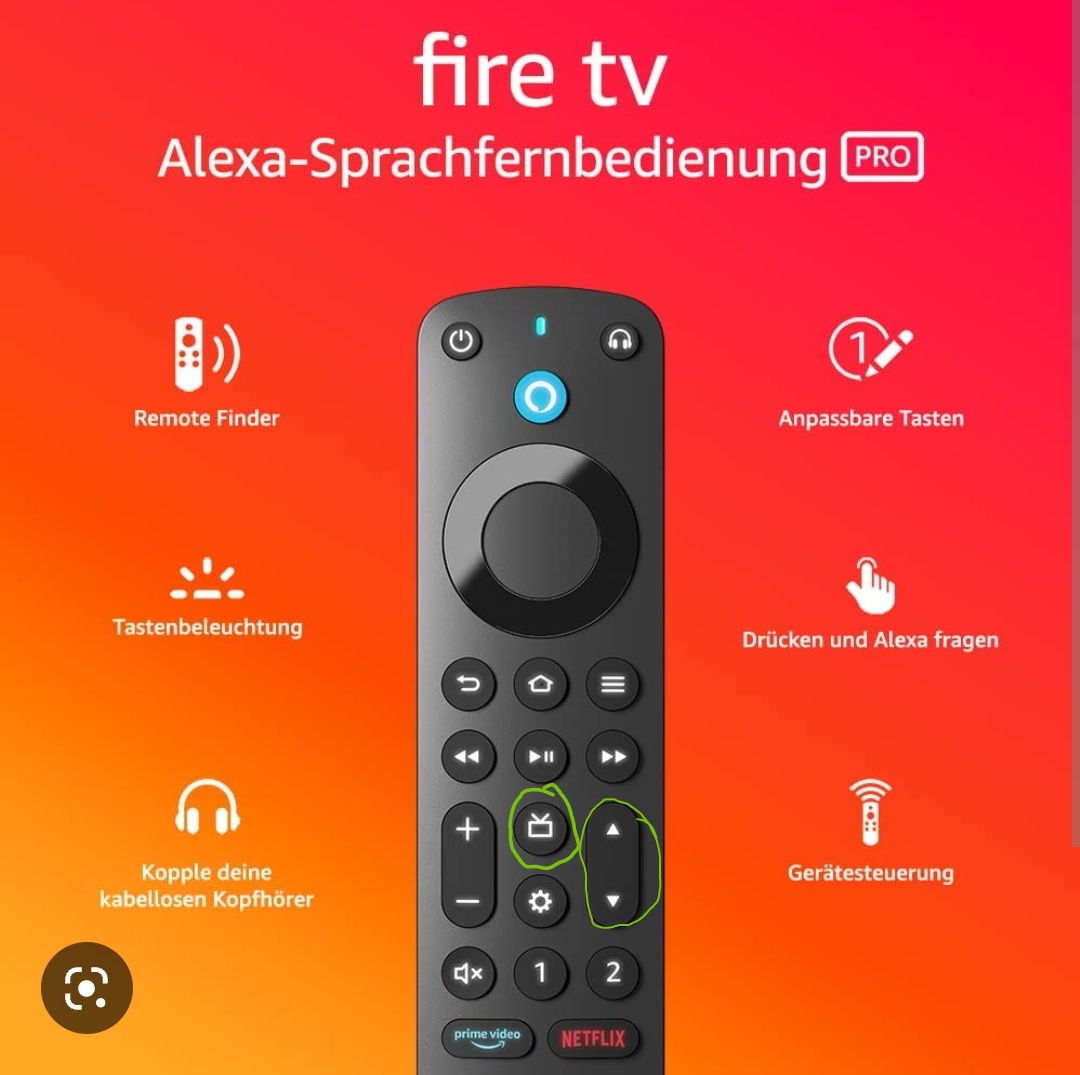 fire tv
Alexa-Sprachfernbedienung PRO
Remote Finder
1
Anpassbare Tasten
Tastenbeleuchtung
Drücken und Alexa fragen
Kopple deine
kabellosen Kopfhörer
Gerätesteuerung
1 2
prime video NETFLIX